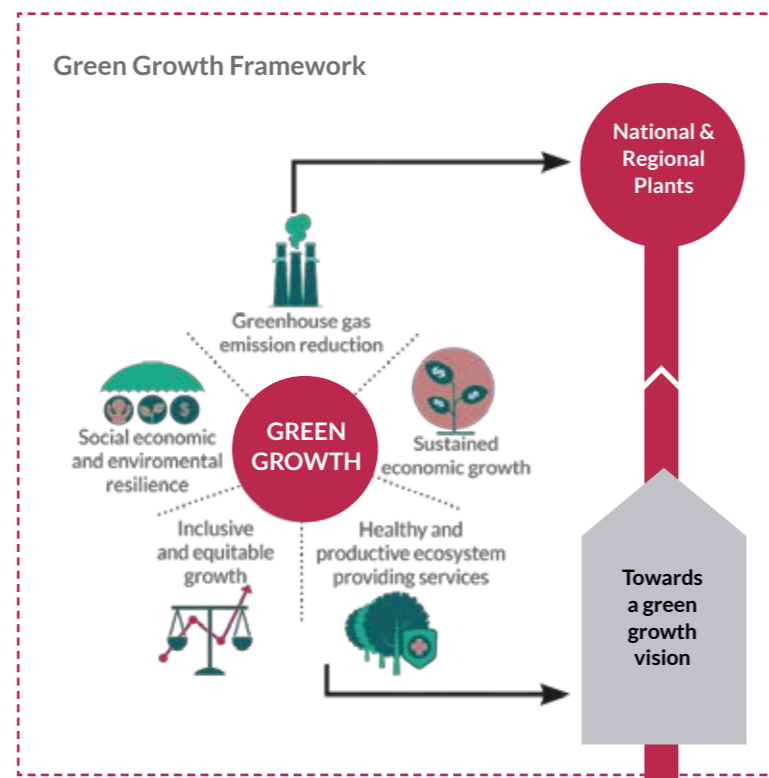 Green Growth Framework
National &
Regional
Plants
Greenhouse gas
emission reduction
Social economic
and enviromental
resilience
GREEN
GROWTH
Sustained
economic growth
Inclusive
and equitable
growth
Healthy and
productive ecosystem
providing services
Towards
a green
growth
vision